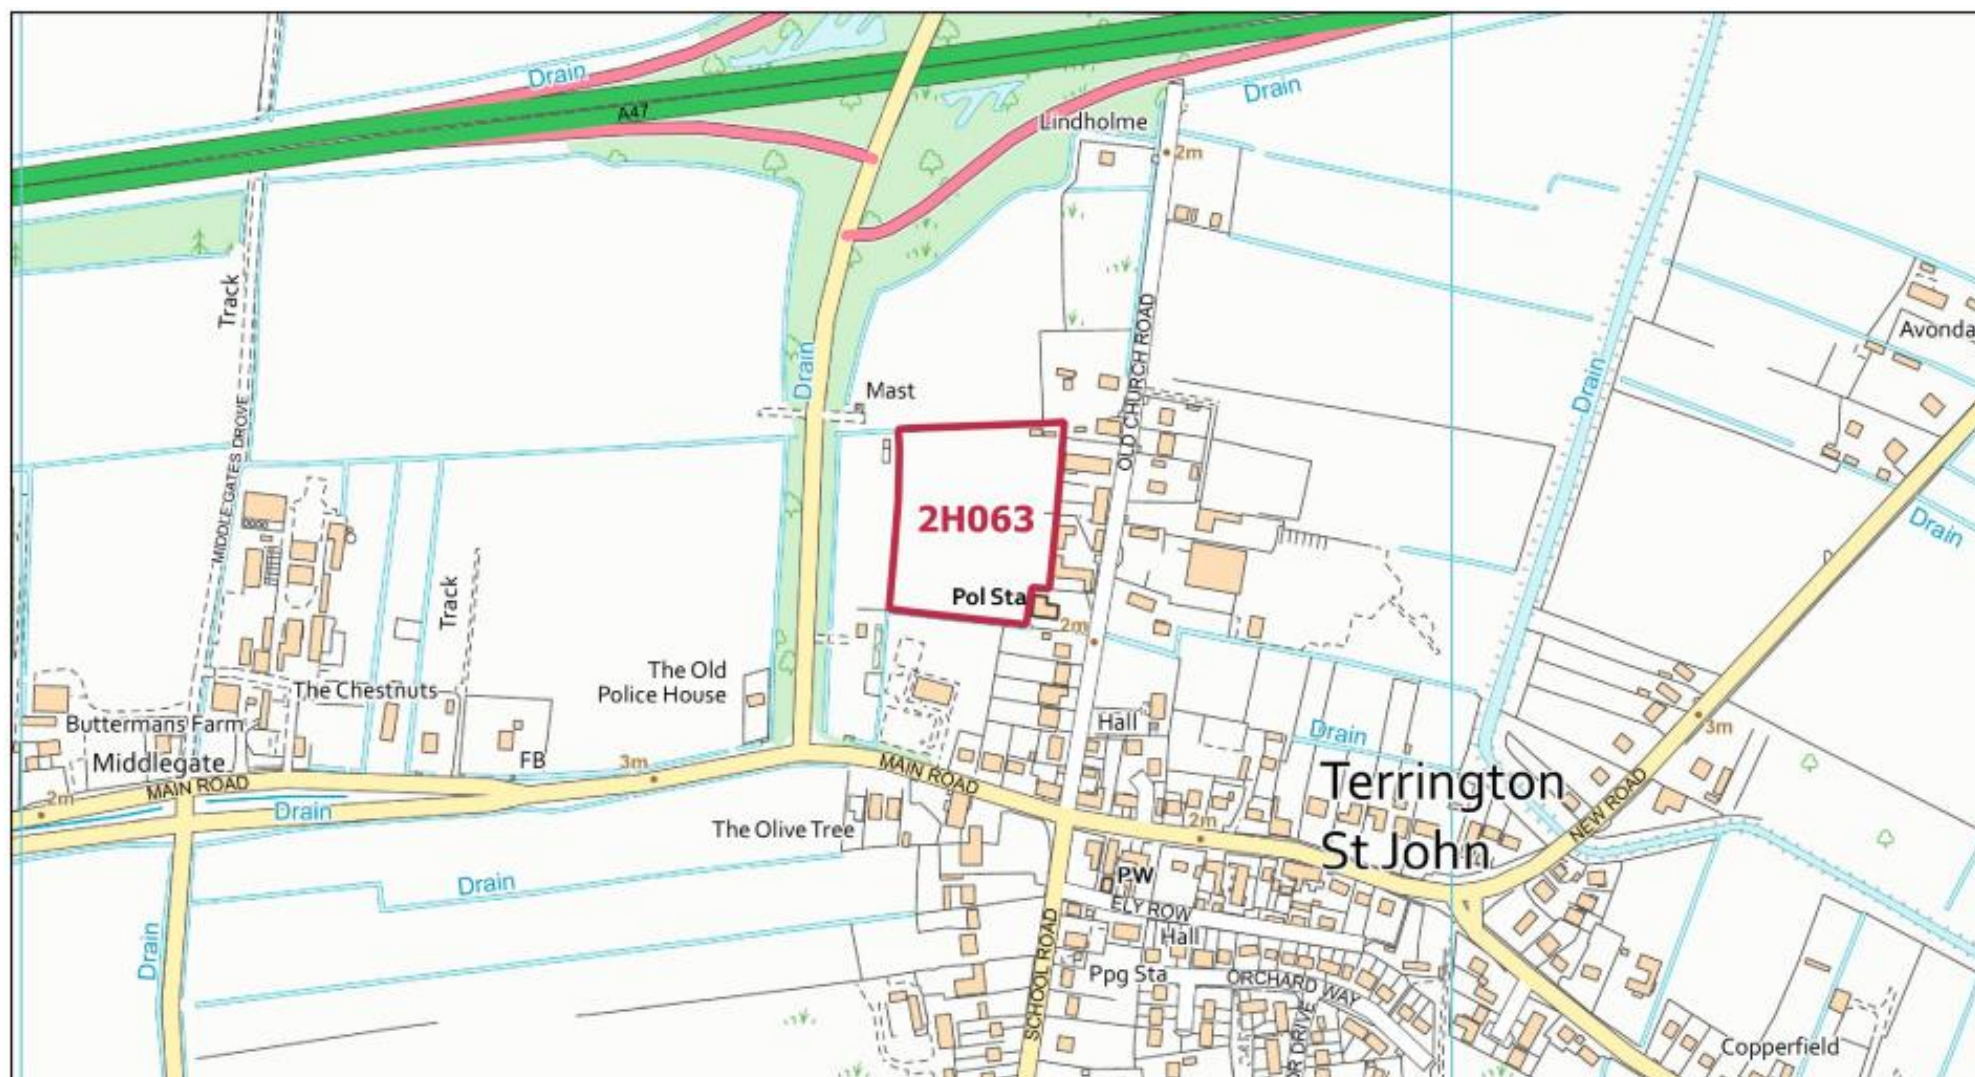 Drain
A47
Drain
Lindholme
2m
Track
OLD CHURCH ROAD
Avonda
Drain
Drain
Mast
MIDDLE GATES DROVE
2H063
Drain
Track
Pol Sta
2m
The Old
Police House
The Chestnuts
Buttermans Farm
Hall
Drain
3m
Middlegate
FB
3m
MAIN ROAD
MAIN ROAD
2m
Drain
Terrington
St John
NEW ROAD
The Olive Tree
2m
Drain
PW
ELY ROW
Hall
Drain
SCHOOL ROAD
Ppg Sta
ORCHARD WAY
OR DRIVE
Copperfield